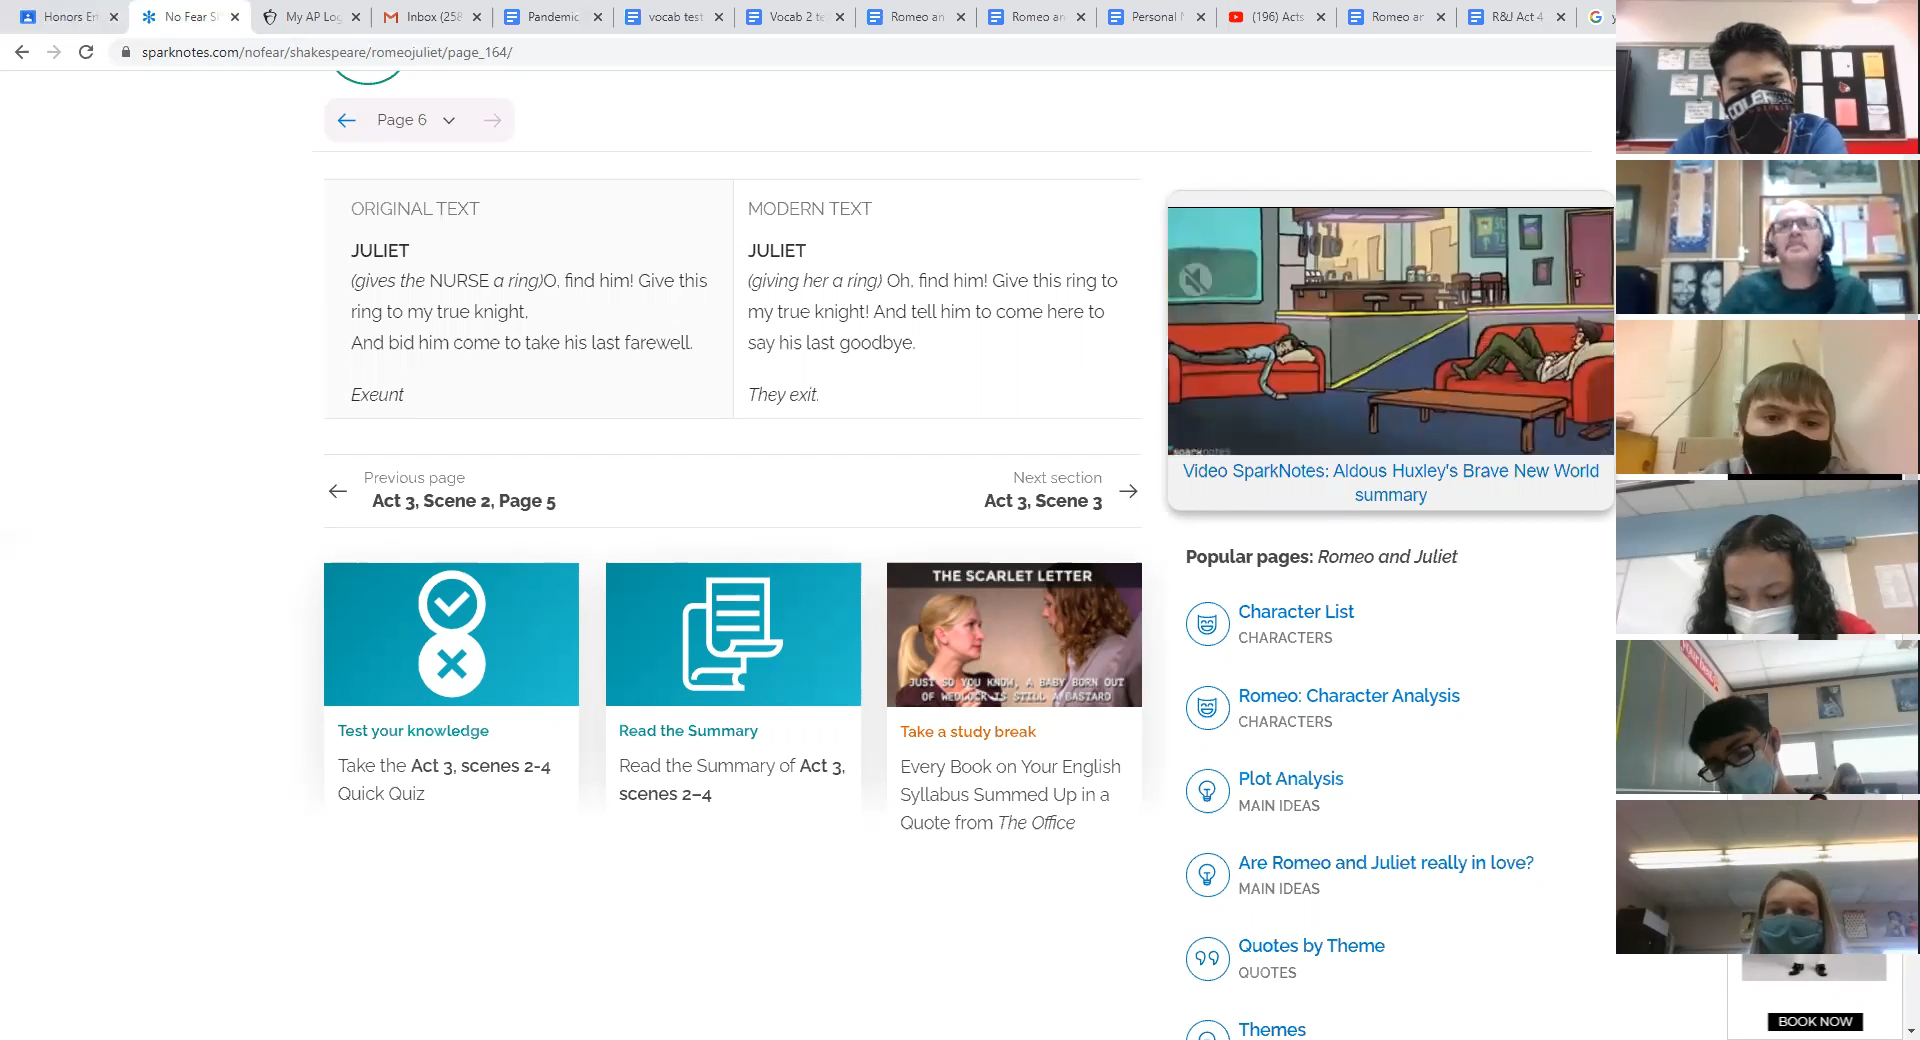 Honors En
No Fear S
My AP Log
Inbox (258
Pandemic
vocab test
Vocab 2 te
Romeo an
Romeo an
Personal N
(196) Acts
Romeo an
R&J Act 4
sparknotes.com/nofear/shakespeare/romeojuliet/page_164/
Page 6
ORIGINAL TEXT
JULIET
(gives the NURSE a ring)O, find him! Give this
ring to my true knight,
And bid him come to take his last farewell.
Exeunt
MODERN TEXT
JULIET
(giving her a ring) Oh, find him! Give this ring to
my true knight! And tell him to come here to
say his last goodbye.
They exit.
Previous page
Act 3, Scene 2, Page 5
Next section
Act 3, Scene 3
Test your knowledge
Take the Act 3, scenes 2-4
Quick Quiz
Read the Summary
Read the Summary of Act 3,
scenes 2–4
THE SCARLET LETTER
JUST SO YOU KNOW, A BABY BORN OUT
OF WEDLOCK IS STILL A BASTARD
Take a study break
Every Book on Your English
Syllabus Summed Up in a
Quote from The Office
sparknotes
Video SparkNotes: Aldous Huxley's Brave New World
summary
Popular pages: Romeo and Juliet
Character List
CHARACTERS
Romeo: Character Analysis
CHARACTERS
Plot Analysis
MAIN IDEAS
Are Romeo and Juliet really in love?
MAIN IDEAS
Quotes by Theme
QUOTES
Themes
COLERAIN
BOOK NOW